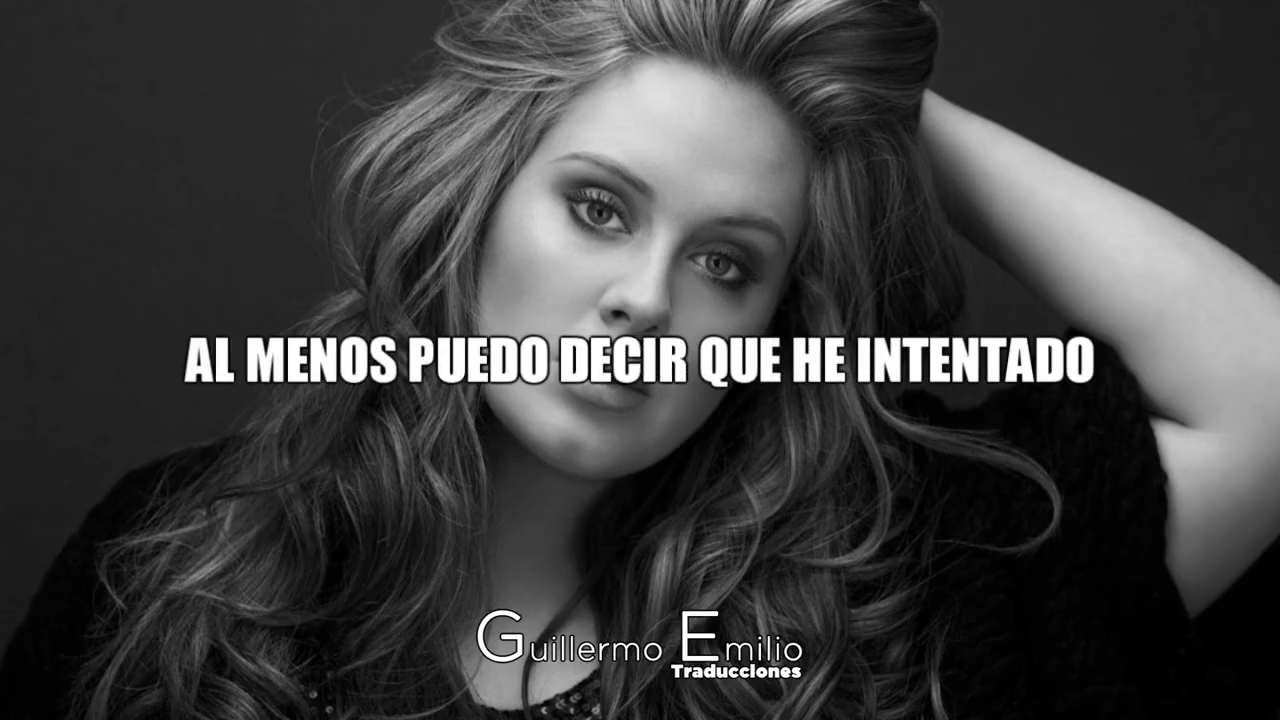 AL MENOS PUEDO DECIR QUE HE INTENTADO
Guillermo Emilio
Traducciones